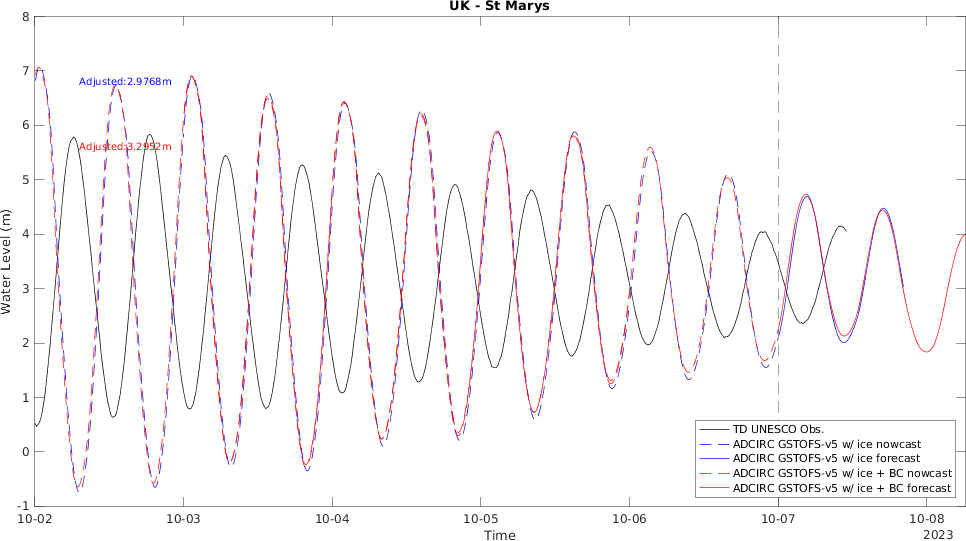 UK - St Marys
8
7
6
5
4
3
2
1
0
-1
Water Level (m)
Adjusted:2.9768m
Adjusted:3.2952m
TD UNESCO Obs.
ADCIRC GSTOFS-v5 w/ ice nowcast
ADCIRC GSTOFS-v5 w/ ice forecast
ADCIRC GSTOFS-v5 w/ ice + BC nowcast
ADCIRC GSTOFS-v5 w/ ice + BC forecast
10-02 10-03 10-04 10-05 10-06 10-07 10-08
Time
2023